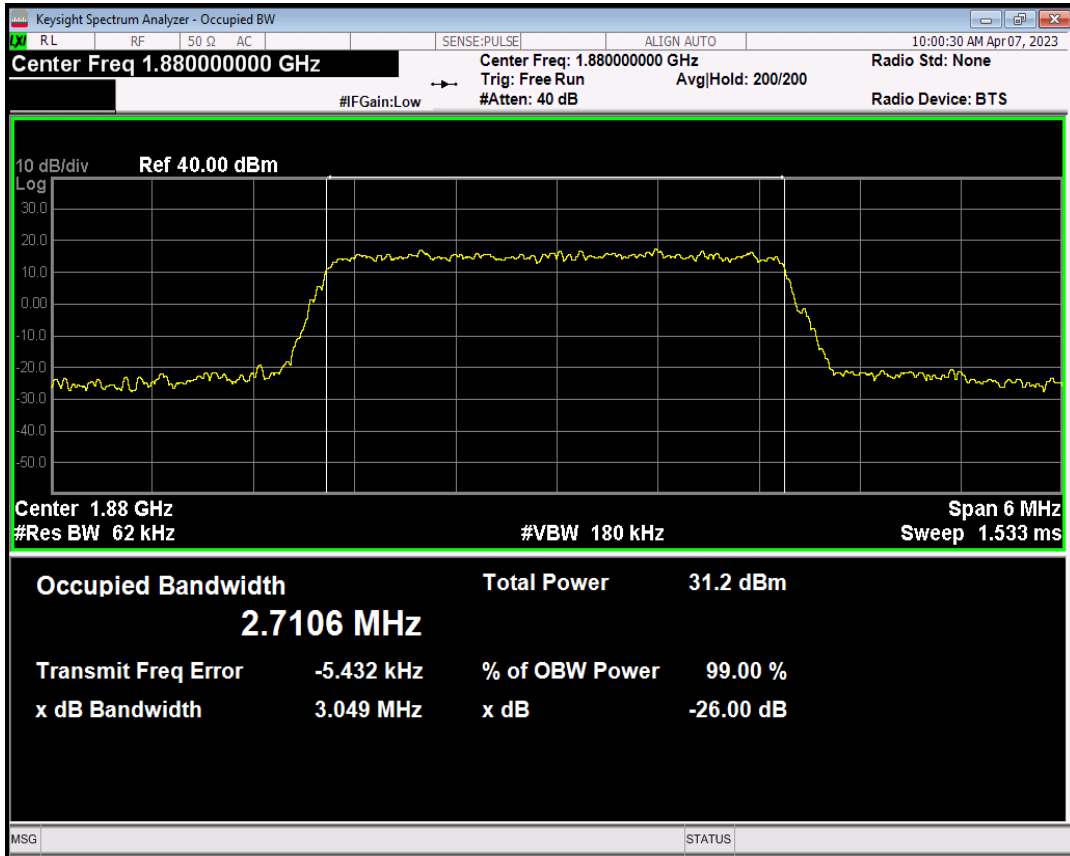 Keysight Spectrum Analyzer - Occupied BW
LXI RL RF 50 Ω AC SENSE:PULSE ALIGN AUTO 10:00:30 AM Apr 07, 2023
Center Freq 1.880000000 GHz Center Freq: 1.880000000 GHz Radio Std: None
Trig: Free Run Avg|Hold: 200/200
#IFGain:Low #Atten: 40 dB Radio Device: BTS
10 dB/div Ref 40.00 dBm
Log
30.0
20.0
10.0
0.00
-10.0
-20.0
-30.0
-40.0
-50.0
Center 1.88 GHz Span 6 MHz
#Res BW 62 kHz #VBW 180 kHz Sweep 1.533 ms
Occupied Bandwidth Total Power 31.2 dBm
2.7106 MHz
Transmit Freq Error -5.432 kHz % of OBW Power 99.00 %
x dB Bandwidth 3.049 MHz x dB -26.00 dB
MSG STATUS